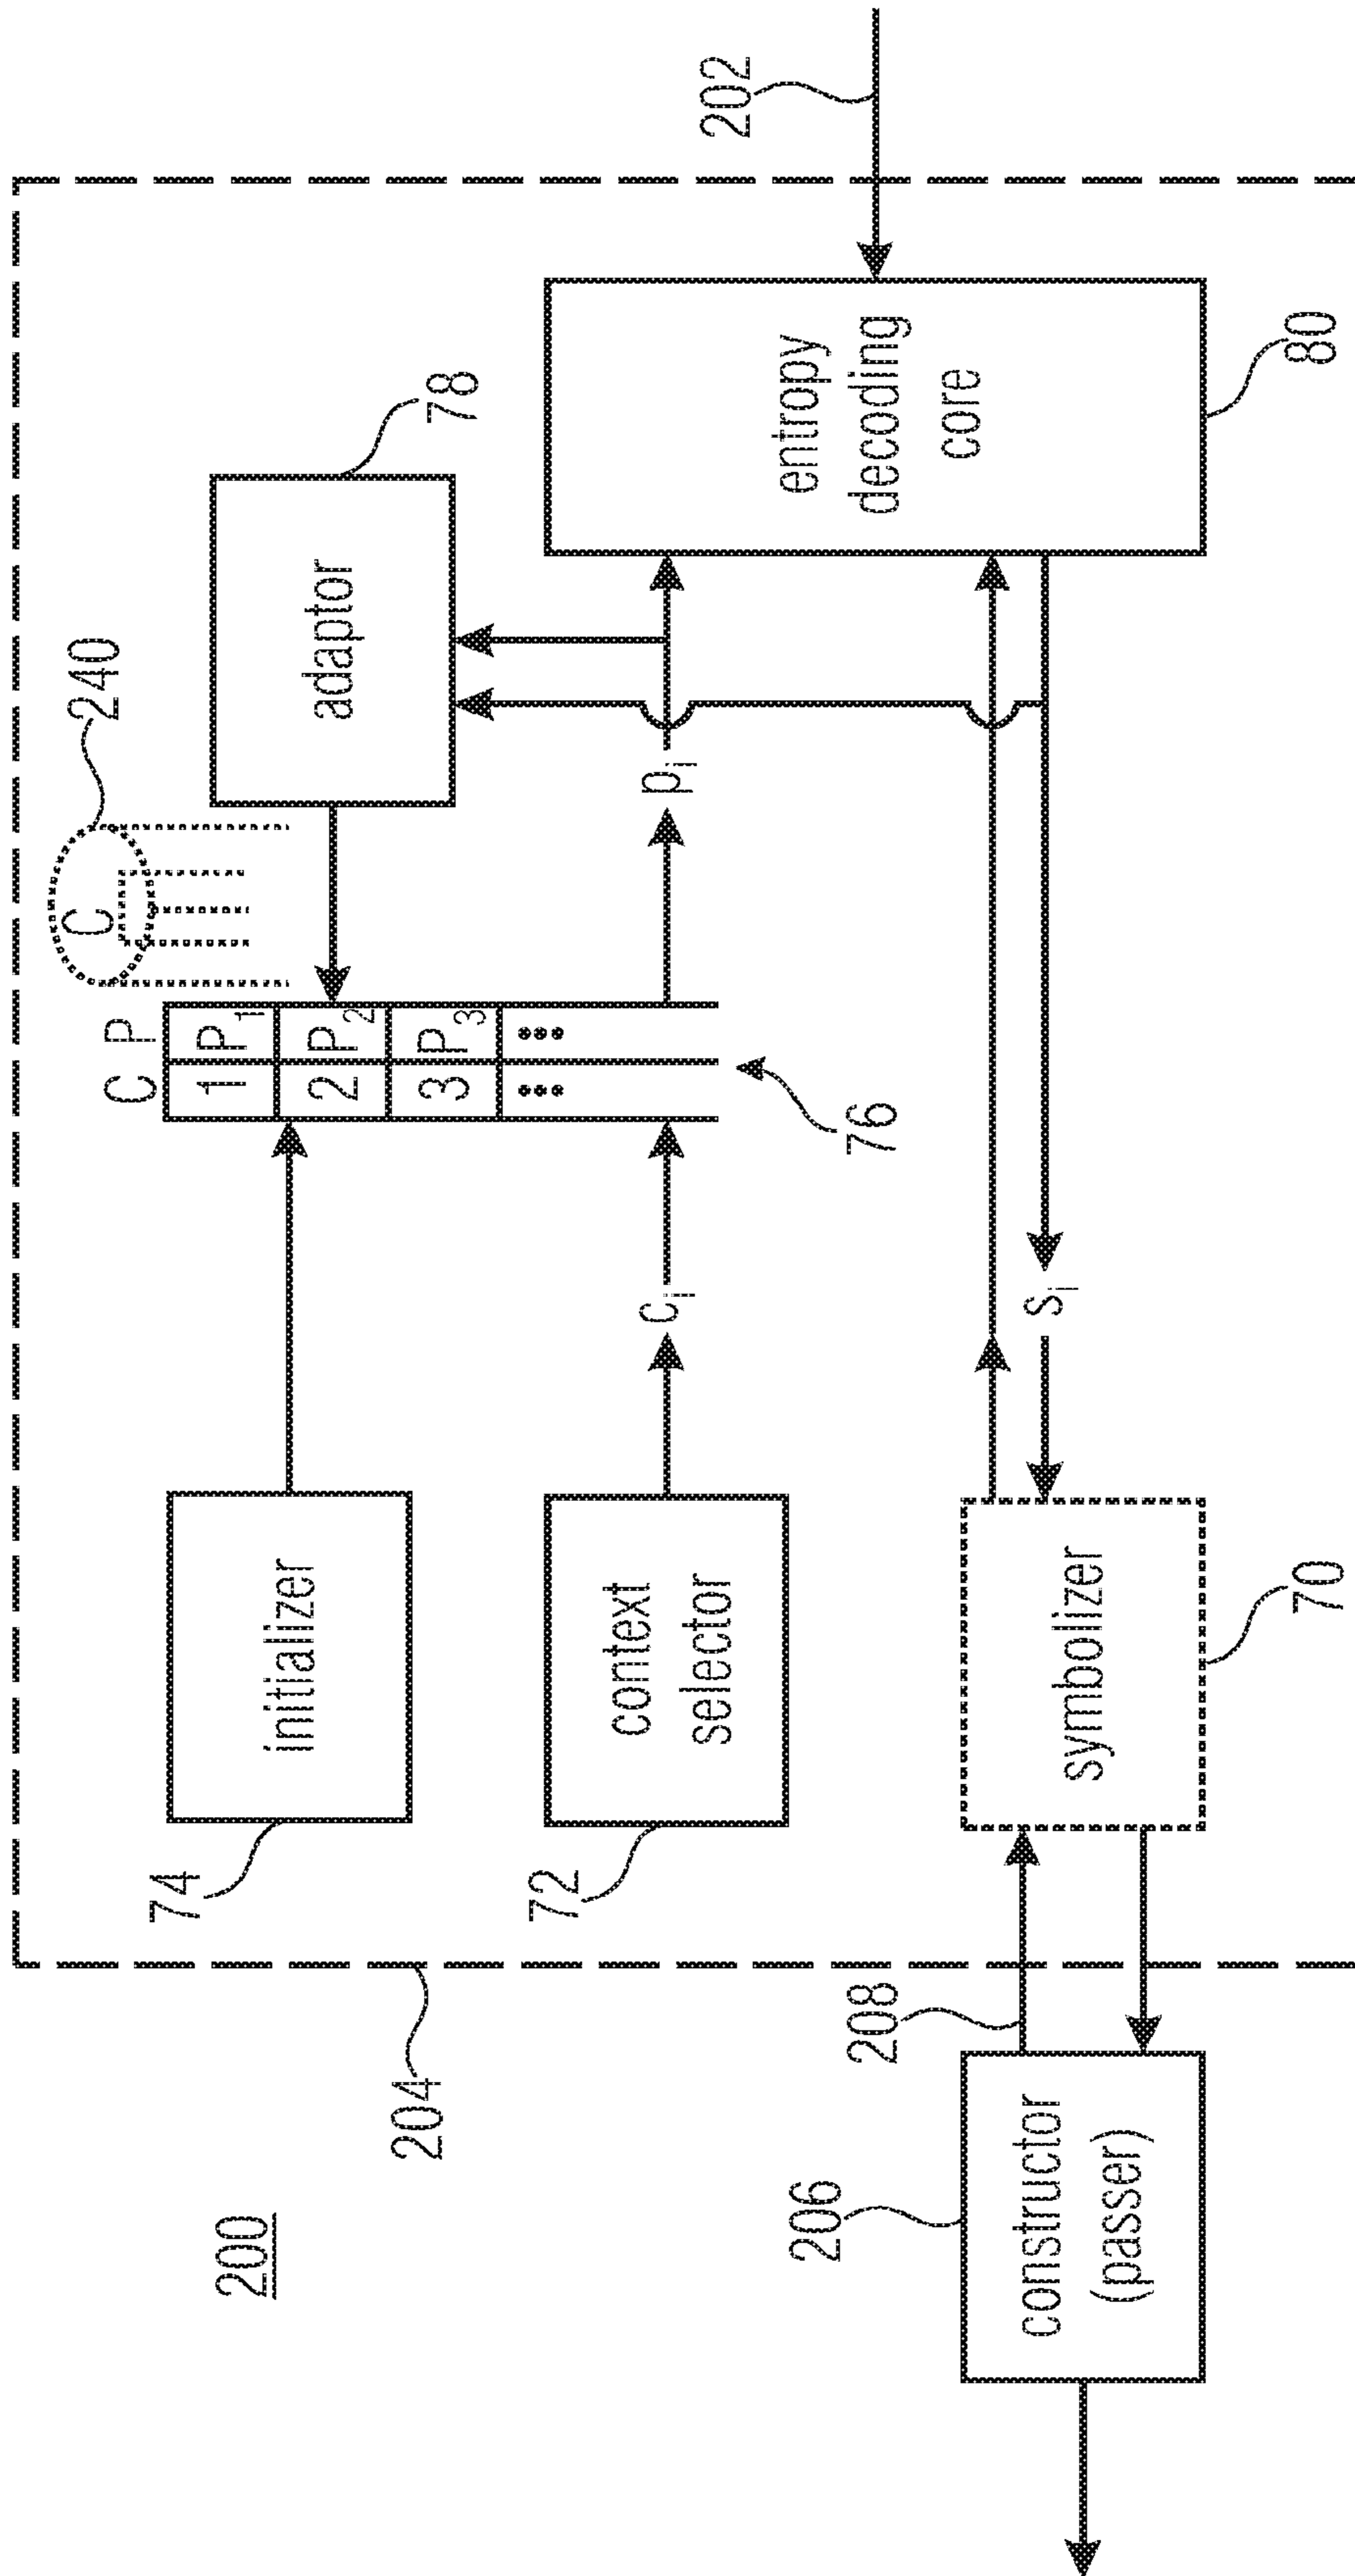 200
204
240
C
C P
1 P1
2 P2
3 P3
... ...
74
initializer
adaptor
78
72
context
selector
ci
pi
76
202
entropy
decoding
core
80
206
constructor
(passer)
208
symbolizer
70
si